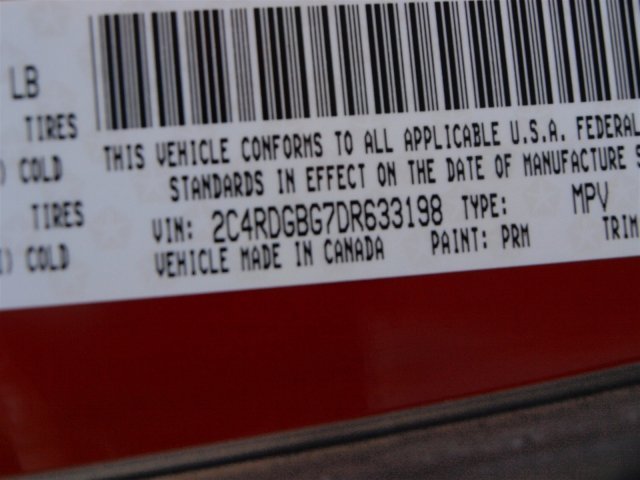 LB
TIRES
) COLD
TIRES
) COLD
THIS VEHICLE CONFORMS TO ALL APPLICABLE U.S.A. FEDERAL
STANDARDS IN EFFECT ON THE DATE OF MANUFACTURE S
VIN: 2C4RDGBG7DR633198 TYPE: MPV
VEHICLE MADE IN CANADA PAINT: PRM TRIM